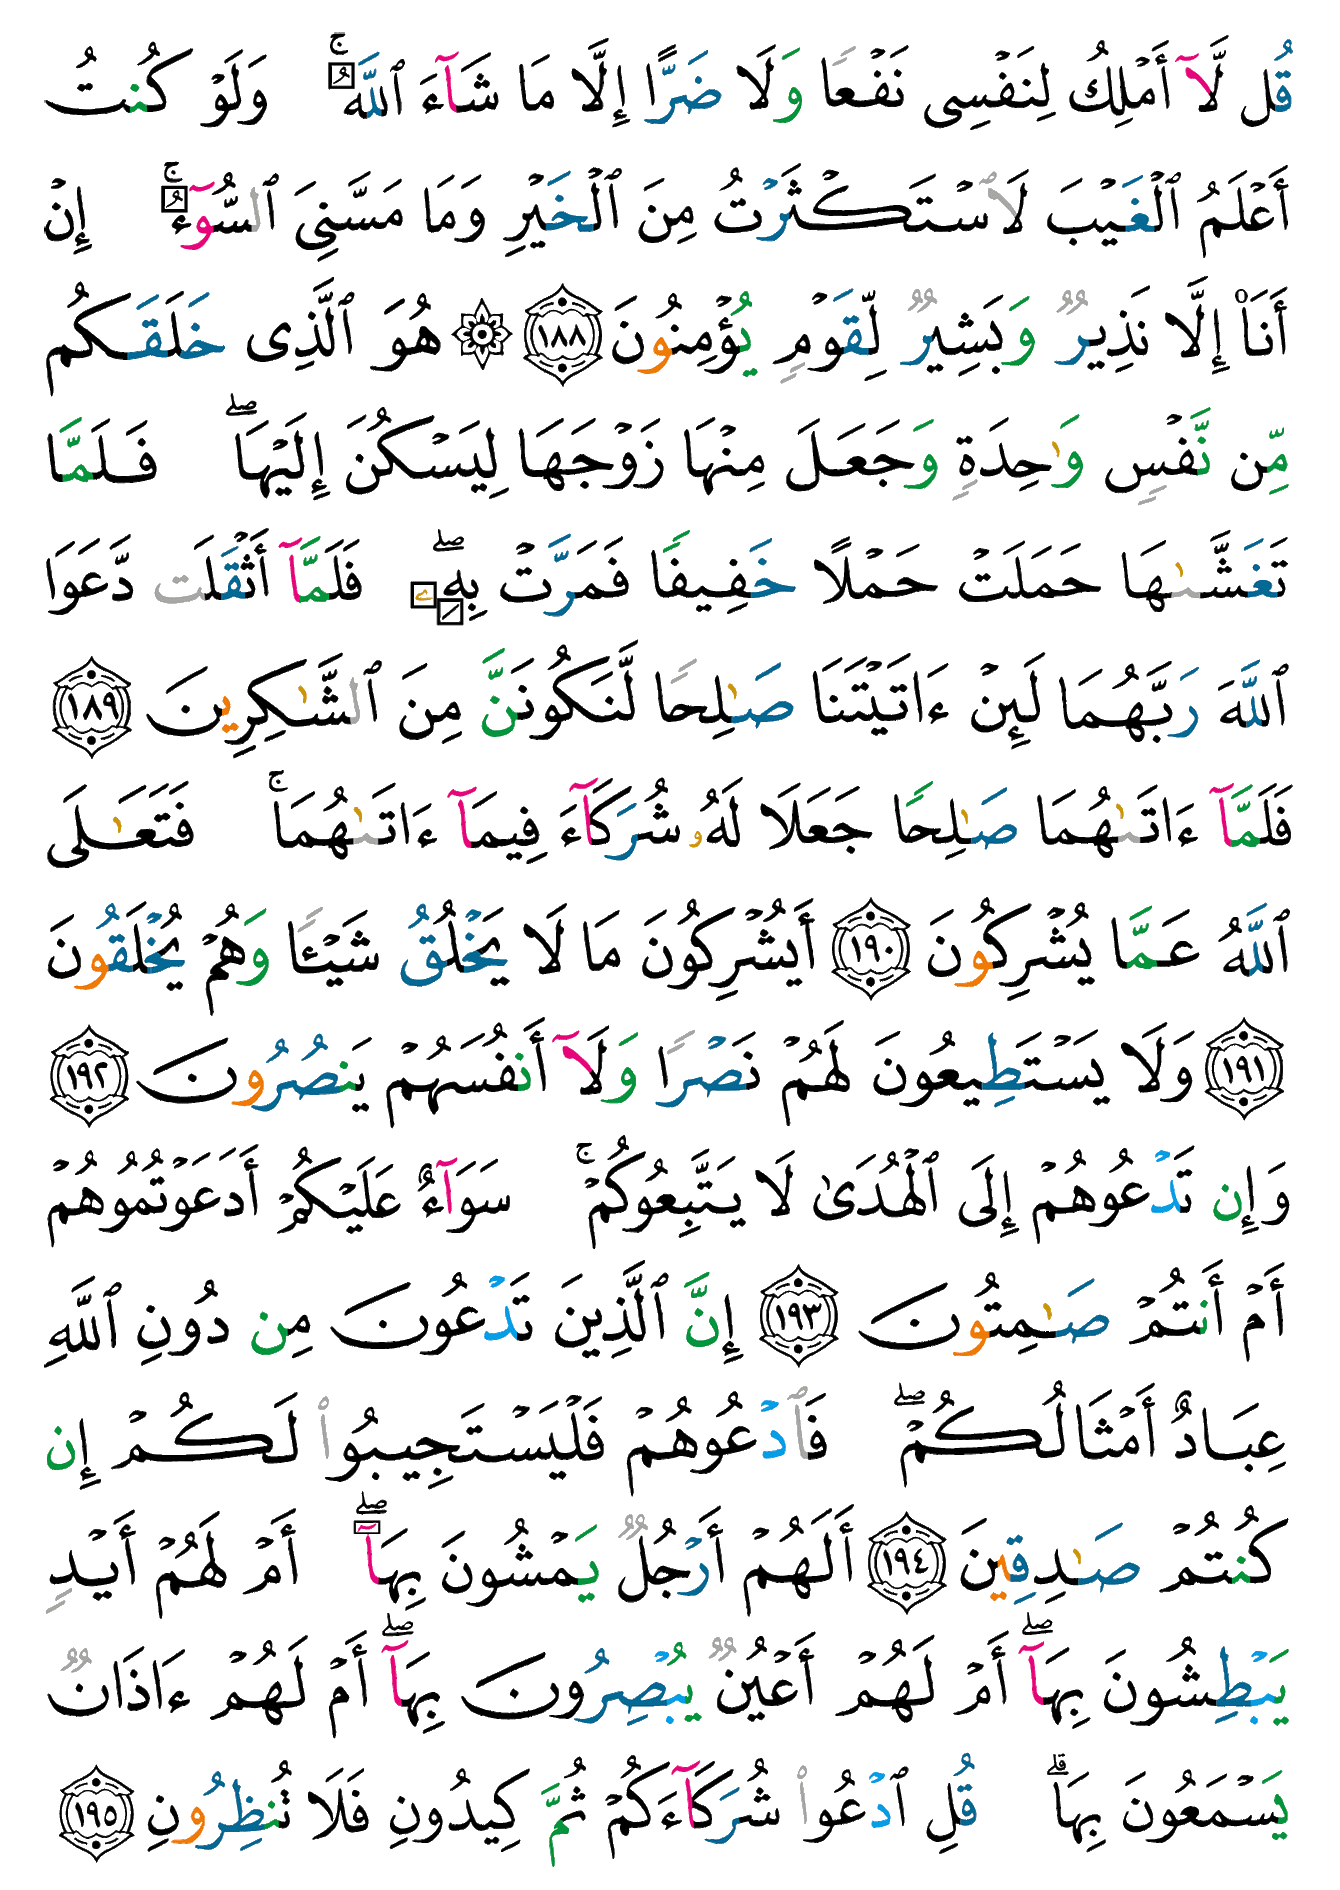 قُل لَّآ أَمۡلِكُ لِنَفۡسِى نَفۡعًا وَلَا ضَرًّا إِلَّا مَا شَآءَ ٱللَّهُۚ وَلَوۡ كُنتُ
أَعۡلَمُ ٱلۡغَيۡبَ لَٱسۡتَكۡثَرۡتُ مِنَ ٱلۡخَيۡرِ وَمَا مَسَّنِىَ ٱلسُّوٓءُۚ إِنۡ
أَنَا۠ إِلَّا نَذِيرٌ وَبَشِيرٌ لِّقَوۡمٍ يُؤۡمِنُونَ ١٨٨ ۞ هُوَ ٱلَّذِى خَلَقَكُم
مِّن نَّفۡسٍ وَٰحِدَةٍ وَجَعَلَ مِنۡهَا زَوۡجَهَا لِيَسۡكُنَ إِلَيۡهَاۖ فَلَمَّا
تَغَشَّىٰهَا حَمَلَتۡ حَمۡلًا خَفِيفًا فَمَرَّتۡ بِهِۦۖ فَلَمَّآ أَثۡقَلَت دَّعَوَا
ٱللَّهَ رَبَّهُمَا لَئِنۡ ءَاتَيۡتَنَا صَٰلِحًا لَّنَكُونَنَّ مِنَ ٱلشَّٰكِرِينَ ١٨٩
فَلَمَّآ ءَاتَىٰهُمَا صَٰلِحًا جَعَلَا لَهُۥ شُرَكَآءَ فِيمَآ ءَاتَىٰهُمَاۚ فَتَعَٰلَى
ٱللَّهُ عَمَّا يُشۡرِكُونَ ١٩٠ أَيُشۡرِكُونَ مَا لَا يَخۡلُقُ شَيۡـًٔا وَهُمۡ يُخۡلَقُونَ
١٩١ وَلَا يَسۡتَطِيعُونَ لَهُمۡ نَصۡرًا وَلَآ أَنفُسَهُمۡ يَنصُرُونَ ١٩٢
وَإِن تَدۡعُوهُمۡ إِلَى ٱلۡهُدَىٰ لَا يَتَّبِعُوكُمۡۚ سَوَآءٌ عَلَيۡكُمۡ أَدَعَوۡتُمُوهُمۡ
أَمۡ أَنتُمۡ صَٰمِتُونَ ١٩٣ إِنَّ ٱلَّذِينَ تَدۡعُونَ مِن دُونِ ٱللَّهِ
عِبَادٌ أَمۡثَالُكُمۡۖ فَٱدۡعُوهُمۡ فَلۡيَسۡتَجِيبُوا۟ لَكُمۡ إِن
كُنتُمۡ صَٰدِقِينَ ١٩٤ أَلَهُمۡ أَرۡجُلٌ يَمۡشُونَ بِهَآۖ أَمۡ لَهُمۡ أَيۡدٍ
يَبۡطِشُونَ بِهَآۖ أَمۡ لَهُمۡ أَعۡيُنٌ يُبۡصِرُونَ بِهَآۖ أَمۡ لَهُمۡ ءَاذَانٌ
يَسۡمَعُونَ بِهَاۗ قُلِ ٱدۡعُوا۟ شُرَكَآءَكُمۡ ثُمَّ كِيدُونِ فَلَا تُنظِرُونِ ١٩٥